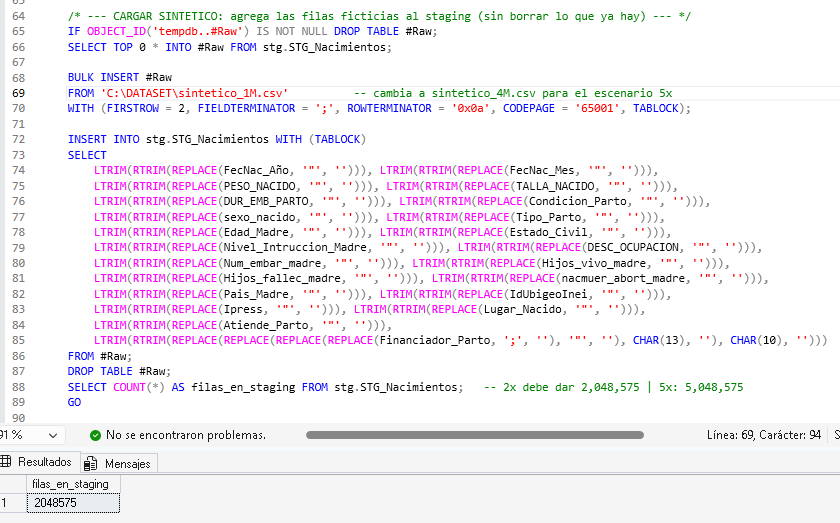 64 /* --- CARGAR SINTETICO: agrega las filas ficticias al staging (sin borrar lo que ya hay) --- */
65 IF OBJECT_ID('tempdb..#Raw') IS NOT NULL DROP TABLE #Raw;
66 SELECT TOP 0 * INTO #Raw FROM stg.STG_Nacimientos;
67
68 BULK INSERT #Raw
69 FROM 'C:\DATASET\sintetico_1M.csv' -- cambia a sintetico_4M.csv para el escenario 5x
70 WITH (FIRSTROW = 2, FIELDTERMINATOR = ';', ROWTERMINATOR = '0x0a', CODEPAGE = '65001', TABLOCK);
71
72 INSERT INTO stg.STG_Nacimientos WITH (TABLOCK)
73 SELECT
74 LTRIM(RTRIM(REPLACE(FecNac_Año, '"', ''))), LTRIM(RTRIM(REPLACE(FecNac_Mes, '"', ''))),
75 LTRIM(RTRIM(REPLACE(PESO_NACIDO, '"', ''))), LTRIM(RTRIM(REPLACE(TALLA_NACIDO, '"', ''))),
76 LTRIM(RTRIM(REPLACE(DUR_EMB_PARTO, '"', ''))), LTRIM(RTRIM(REPLACE(Condicion_Parto, '"', ''))),
77 LTRIM(RTRIM(REPLACE(sexo_nacido, '"', ''))), LTRIM(RTRIM(REPLACE(Tipo_Parto, '"', ''))),
78 LTRIM(RTRIM(REPLACE(Edad_Madre, '"', ''))), LTRIM(RTRIM(REPLACE(Estado_Civil, '"', ''))),
79 LTRIM(RTRIM(REPLACE(Nivel_Intruccion_Madre, '"', ''))), LTRIM(RTRIM(REPLACE(DESC_OCUPACION, '"', ''))),
80 LTRIM(RTRIM(REPLACE(Num_embar_madre, '"', ''))), LTRIM(RTRIM(REPLACE(Hijos_vivo_madre, '"', ''))),
81 LTRIM(RTRIM(REPLACE(Hijos_fallec_madre, '"', ''))), LTRIM(RTRIM(REPLACE(nacmuer_abort_madre, '"', ''))),
82 LTRIM(RTRIM(REPLACE(Pais_Madre, '"', ''))), LTRIM(RTRIM(REPLACE(IdUbigeoInei, '"', ''))),
83 LTRIM(RTRIM(REPLACE(Ipress, '"', ''))), LTRIM(RTRIM(REPLACE(Lugar_Nacido, '"', ''))),
84 LTRIM(RTRIM(REPLACE(Atiende_Parto, '"', ''))),
85 LTRIM(RTRIM(REPLACE(REPLACE(REPLACE(REPLACE(Financiador_Parto, ';', ''), '"', ''), CHAR(13), ''), CHAR(10), '')))
86 FROM #Raw;
87 DROP TABLE #Raw;
88 SELECT COUNT(*) AS filas_en_staging FROM stg.STG_Nacimientos; -- 2x debe dar 2,048,575 | 5x: 5,048,575
89 GO
90
91 % No se encontraron problemas. Línea: 69, Carácter: 94
Resultados Mensajes
filas_en_staging
1 2048575